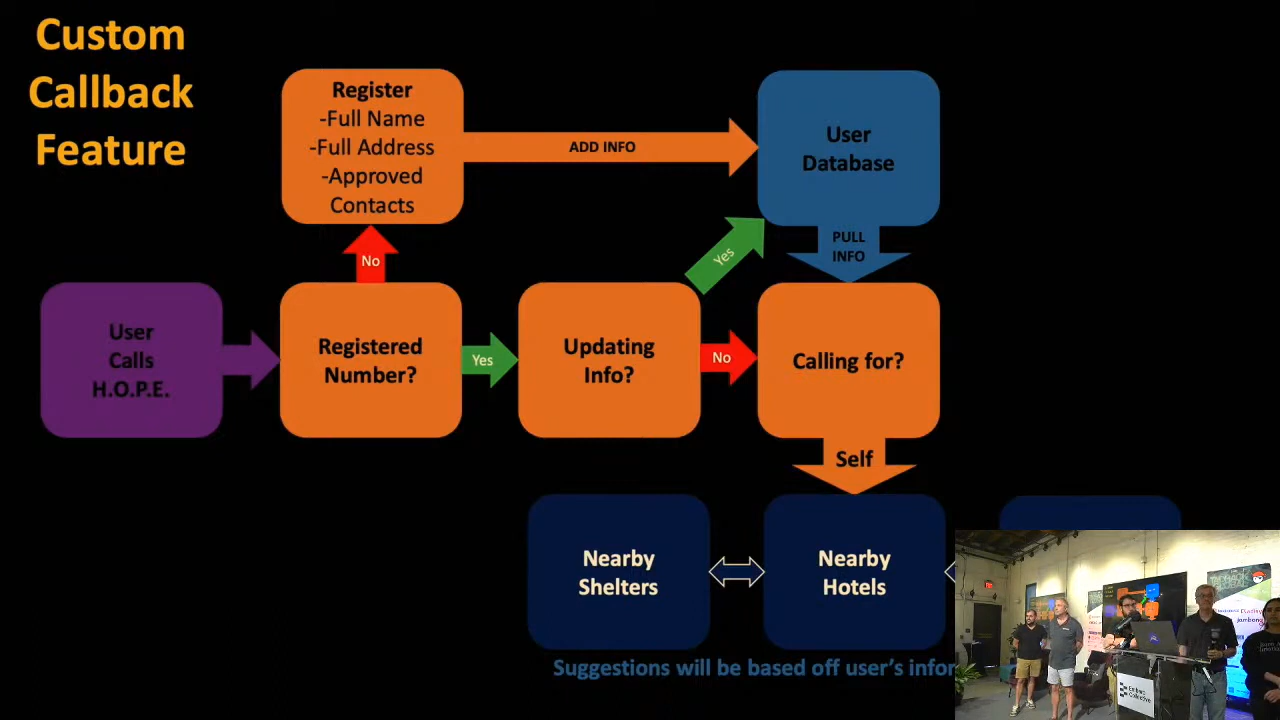 Custom
Callback
Feature
Register
-Full Name
-Full Address
-Approved
Contacts
ADD INFO
User
Database
No
Yes
PULL
INFO
User
Calls
H.O.P.E.
Registered
Number?
Yes
Updating
Info?
No
Calling for?
Self
Nearby
Shelters
Nearby
Hotels
Suggestions will be based off user's infor
Embarc
Collective